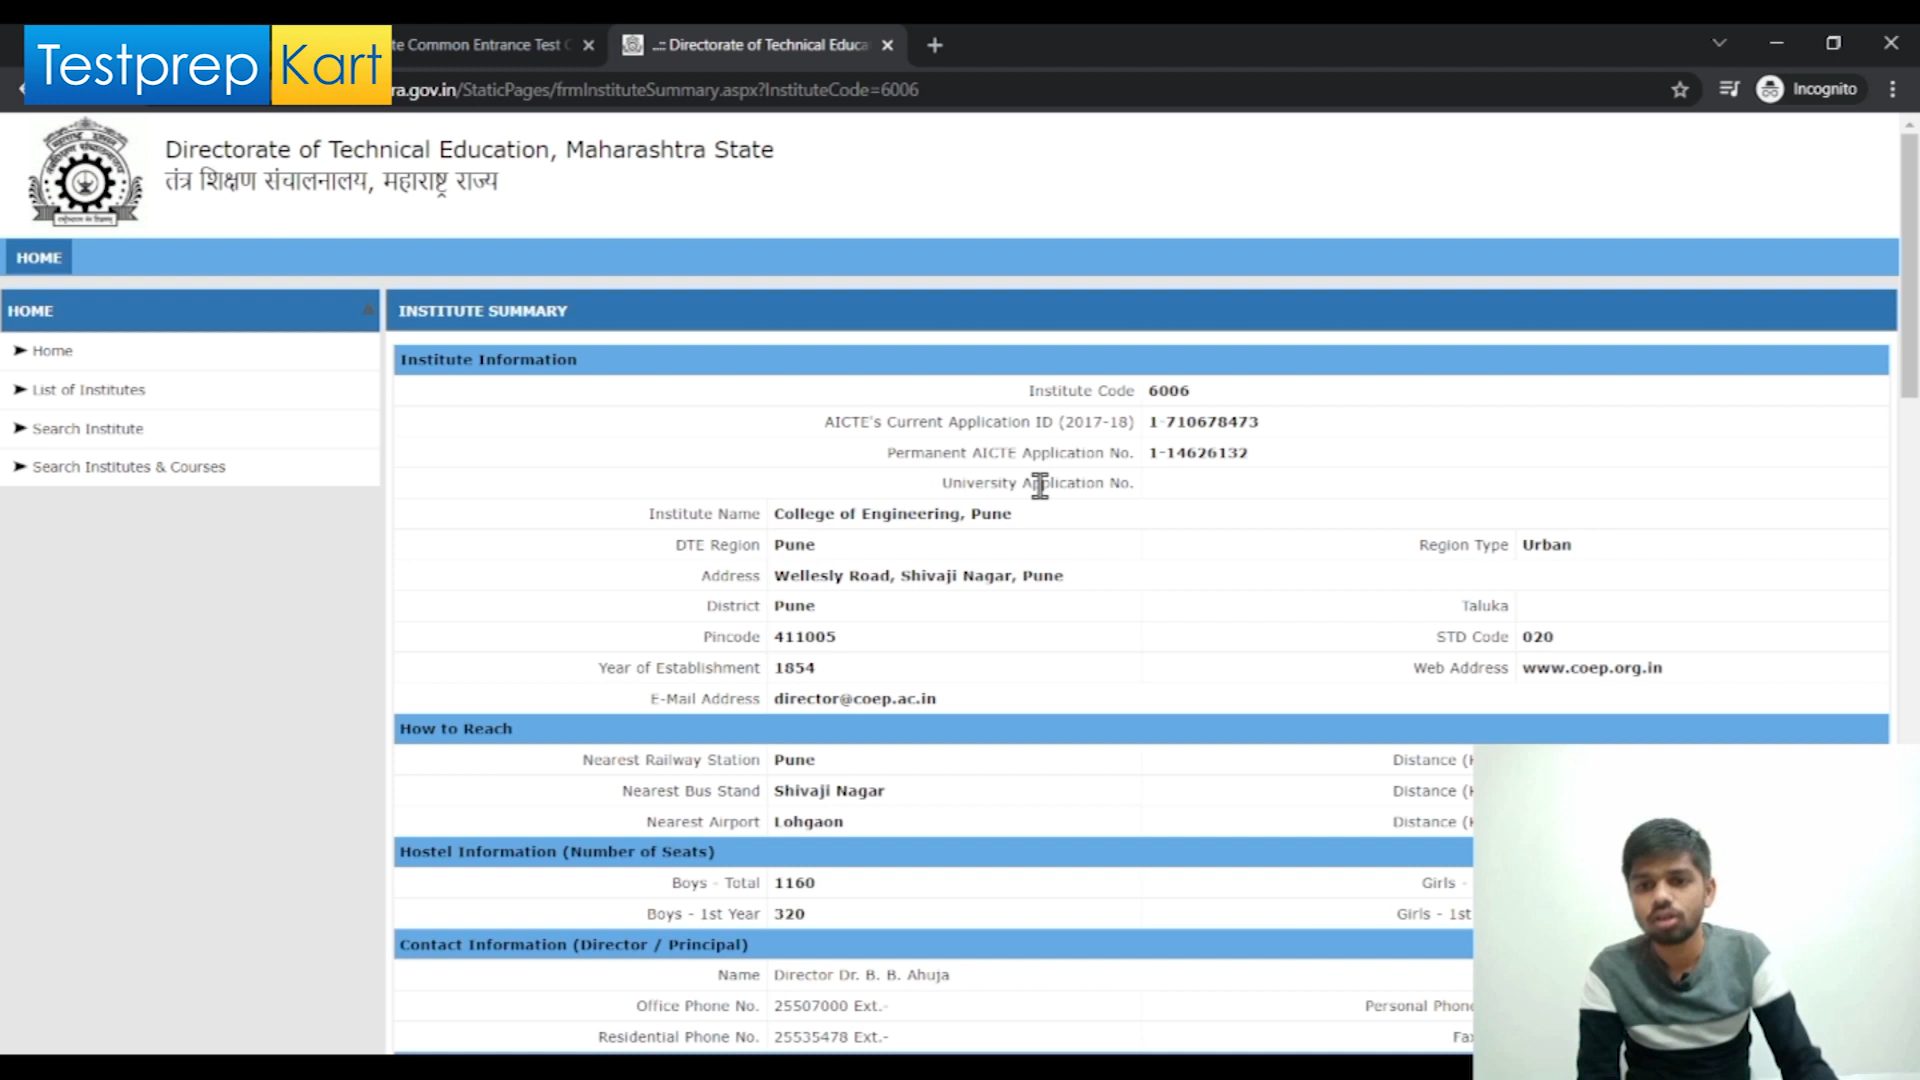 Testprep Kart
te Common Entrance Test C
..:: Directorate of Technical Educa
ra.gov.in/StaticPages/frmInstituteSummary.aspx?InstituteCode=6006
Incognito
Directorate of Technical Education, Maharashtra State
तंत्र शिक्षण संचालनालय, महाराष्ट्र राज्य
HOME
HOME
Home
List of Institutes
Search Institute
Search Institutes & Courses
INSTITUTE SUMMARY
Institute Information
Institute Code 6006
AICTE's Current Application ID (2017-18) 1-710678473
Permanent AICTE Application No. 1-14626132
University Application No.
Institute Name College of Engineering, Pune
DTE Region Pune Region Type Urban
Address Wellesly Road, Shivaji Nagar, Pune
District Pune Taluka
Pincode 411005 STD Code 020
Year of Establishment 1854 Web Address www.coep.org.in
E-Mail Address director@coep.ac.in
How to Reach
Nearest Railway Station Pune Distance (
Nearest Bus Stand Shivaji Nagar Distance (
Nearest Airport Lohgaon Distance (
Hostel Information (Number of Seats)
Boys - Total 1160 Girls -
Boys - 1st Year 320 Girls - 1st
Contact Information (Director / Principal)
Name Director Dr. B. B. Ahuja
Office Phone No. 25507000 Ext.- Personal Phone
Residential Phone No. 25535478 Ext.- Fax